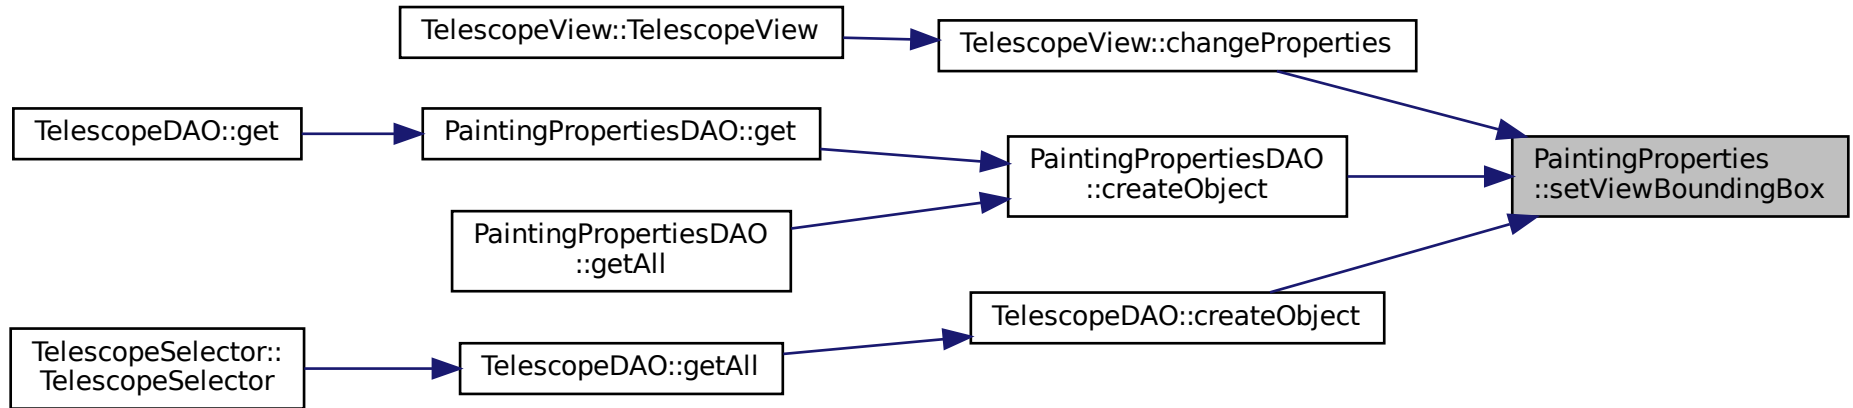 TelescopeView::TelescopeView
TelescopeView::changeProperties
TelescopeDAO::get
PaintingPropertiesDAO::get
PaintingPropertiesDAO
::createObject
PaintingProperties
::setViewBoundingBox
PaintingPropertiesDAO
::getAll
TelescopeDAO::createObject
TelescopeSelector::
TelescopeSelector
TelescopeDAO::getAll